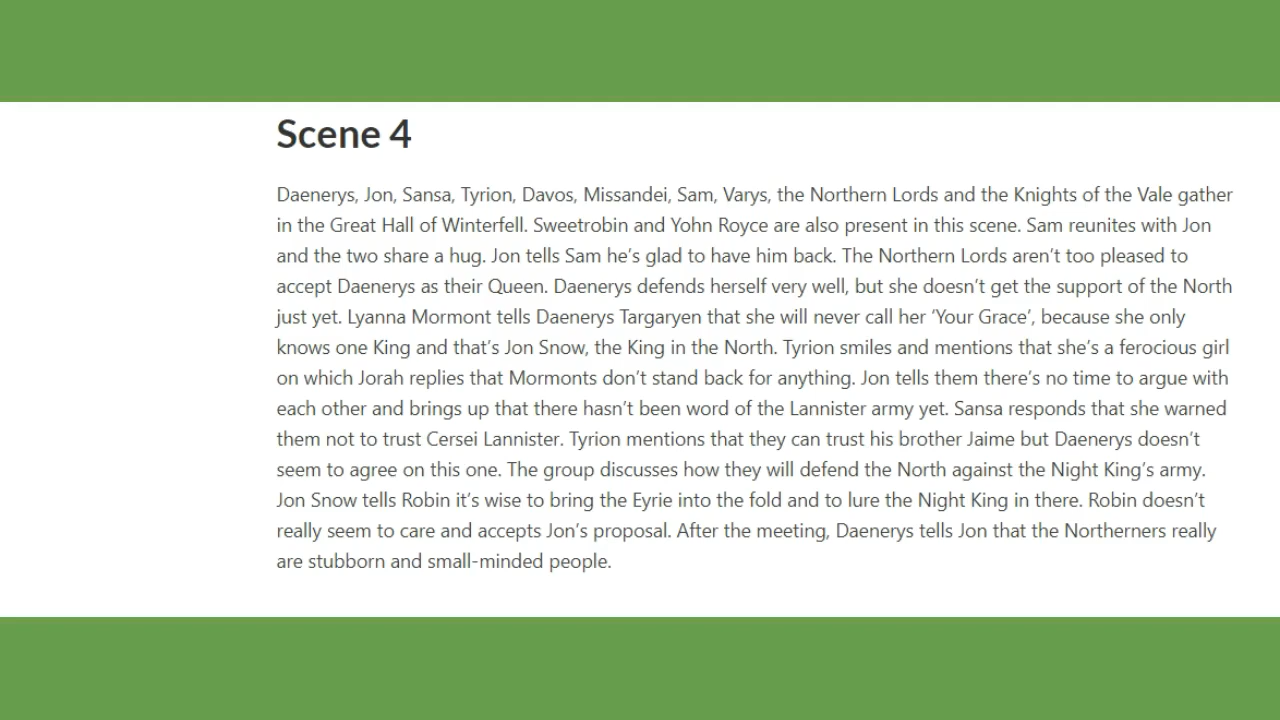 Scene 4
Daenerys, Jon, Sansa, Tyrion, Davos, Missandei, Sam, Varys, the Northern Lords and the Knights of the Vale gather
in the Great Hall of Winterfell. Sweetrobin and Yohn Royce are also present in this scene. Sam reunites with Jon
and the two share a hug. Jon tells Sam he’s glad to have him back. The Northern Lords aren’t too pleased to
accept Daenerys as their Queen. Daenerys defends herself very well, but she doesn’t get the support of the North
just yet. Lyanna Mormont tells Daenerys Targaryen that she will never call her ‘Your Grace’, because she only
knows one King and that’s Jon Snow, the King in the North. Tyrion smiles and mentions that she’s a ferocious girl
on which Jorah replies that Mormonts don’t stand back for anything. Jon tells them there’s no time to argue with
each other and brings up that there hasn’t been word of the Lannister army yet. Sansa responds that she warned
them not to trust Cersei Lannister. Tyrion mentions that they can trust his brother Jaime but Daenerys doesn’t
seem to agree on this one. The group discusses how they will defend the North against the Night King’s army.
Jon Snow tells Robin it’s wise to bring the Eyrie into the fold and to lure the Night King in there. Robin doesn’t
really seem to care and accepts Jon’s proposal. After the meeting, Daenerys tells Jon that the Northerners really
are stubborn and small-minded people.